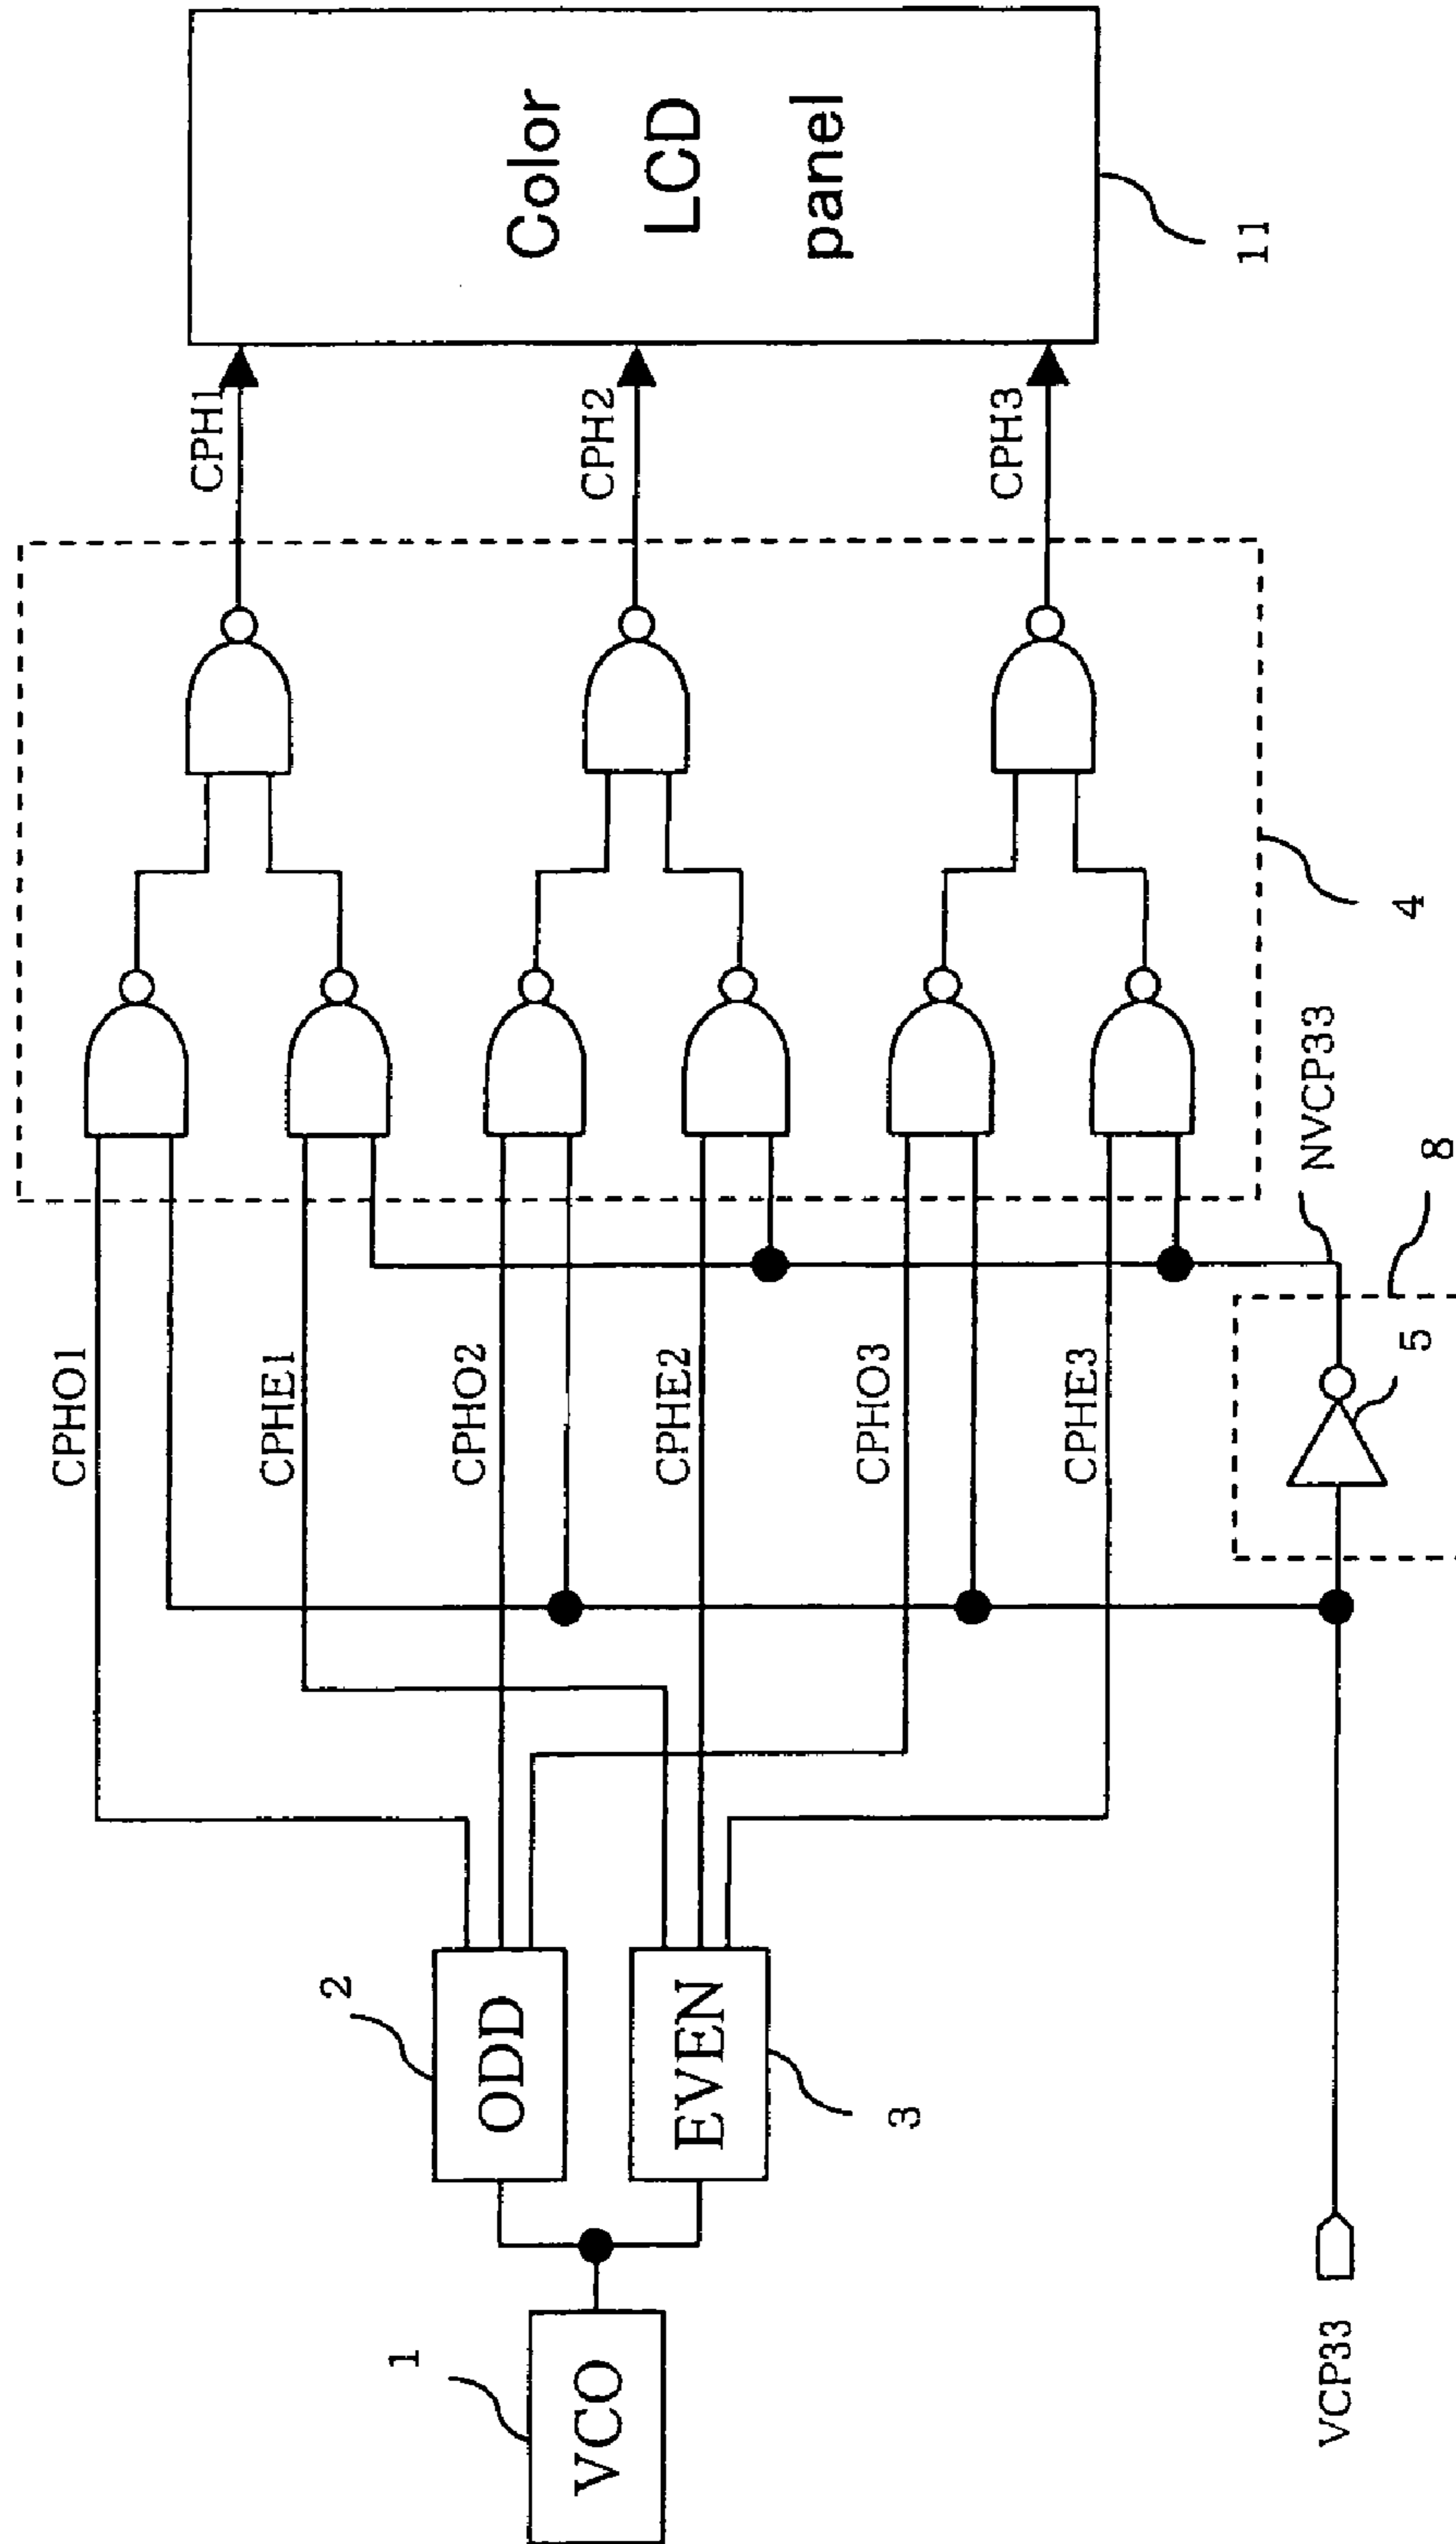 VCO
1
ODD
2
EVEN
3
CPHO1
CPHE1
CPHO2
CPHE2
CPHO3
CPHE3
VCP33
5
8
NVCP33
4
CPH1
CPH2
CPH3
Color
LCD
panel
11